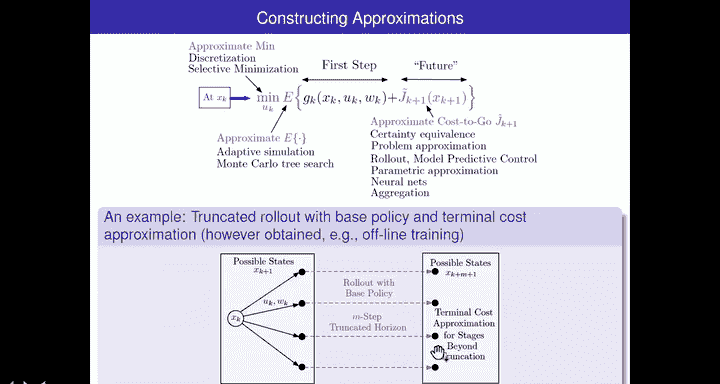 Constructing Approximations
Approximate Min
Discretization
Selective Minimization
First Step
"Future"
At x_k
min_{u_k} E{g_k(x_k, u_k, w_k) + J̃_{k+1}(x_{k+1})}
Approximate E{·}
Adaptive simulation
Monte Carlo tree search
Approximate Cost-to-Go J̃_{k+1}
Certainty equivalence
Problem approximation
Rollout, Model Predictive Control
Parametric approximation
Neural nets
Aggregation
An example: Truncated rollout with base policy and terminal cost
approximation (however obtained, e.g., off-line training)
Possible States
x_{k+1}
u_k, w_k
x_k
Rollout with
Base Policy
m-Step
Truncated Horizon
Possible States
x_{k+m+1}
Terminal Cost
Approximation
for Stages
Beyond
Truncation